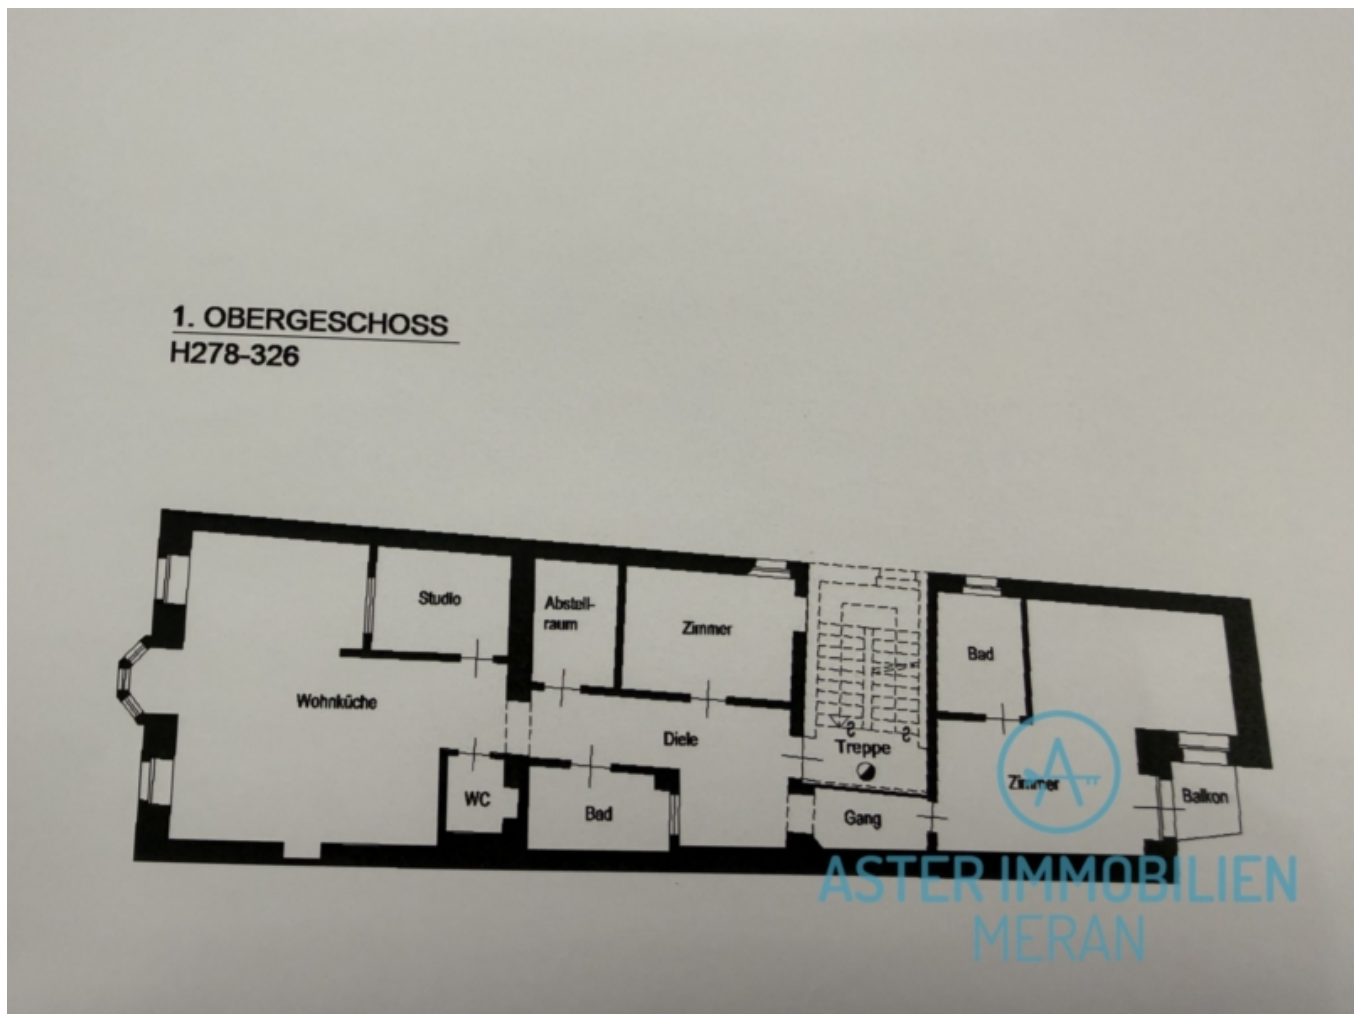 1. OBERGESCHOSS
H278-326
Studio
Abstell-
raum
Zimmer
Bad
Wohnküche
Diele
Treppe
WC
Bad
Gang
Zimmer
Balkon
ASTER IMMOBILIEN
MERAN